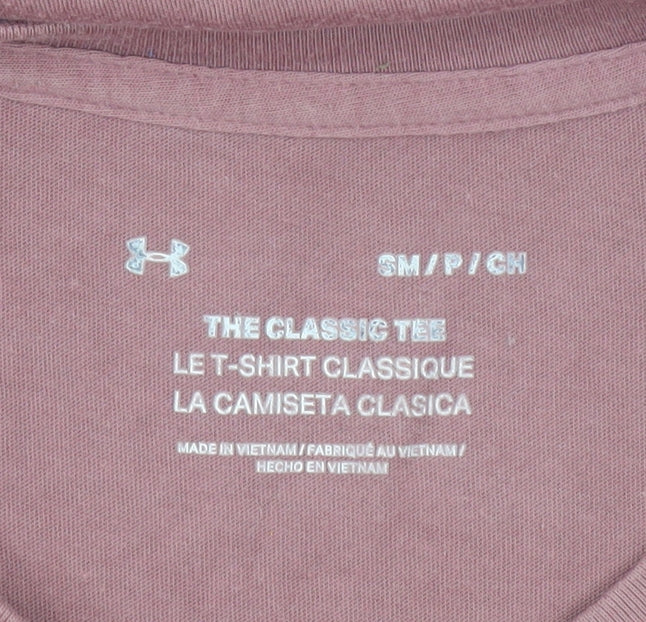 SM / P / CH
THE CLASSIC TEE
LE T-SHIRT CLASSIQUE
LA CAMISETA CLASICA
MADE IN VIETNAM / FABRIQUÉ AU VIETNAM /
HECHO EN VIETNAM